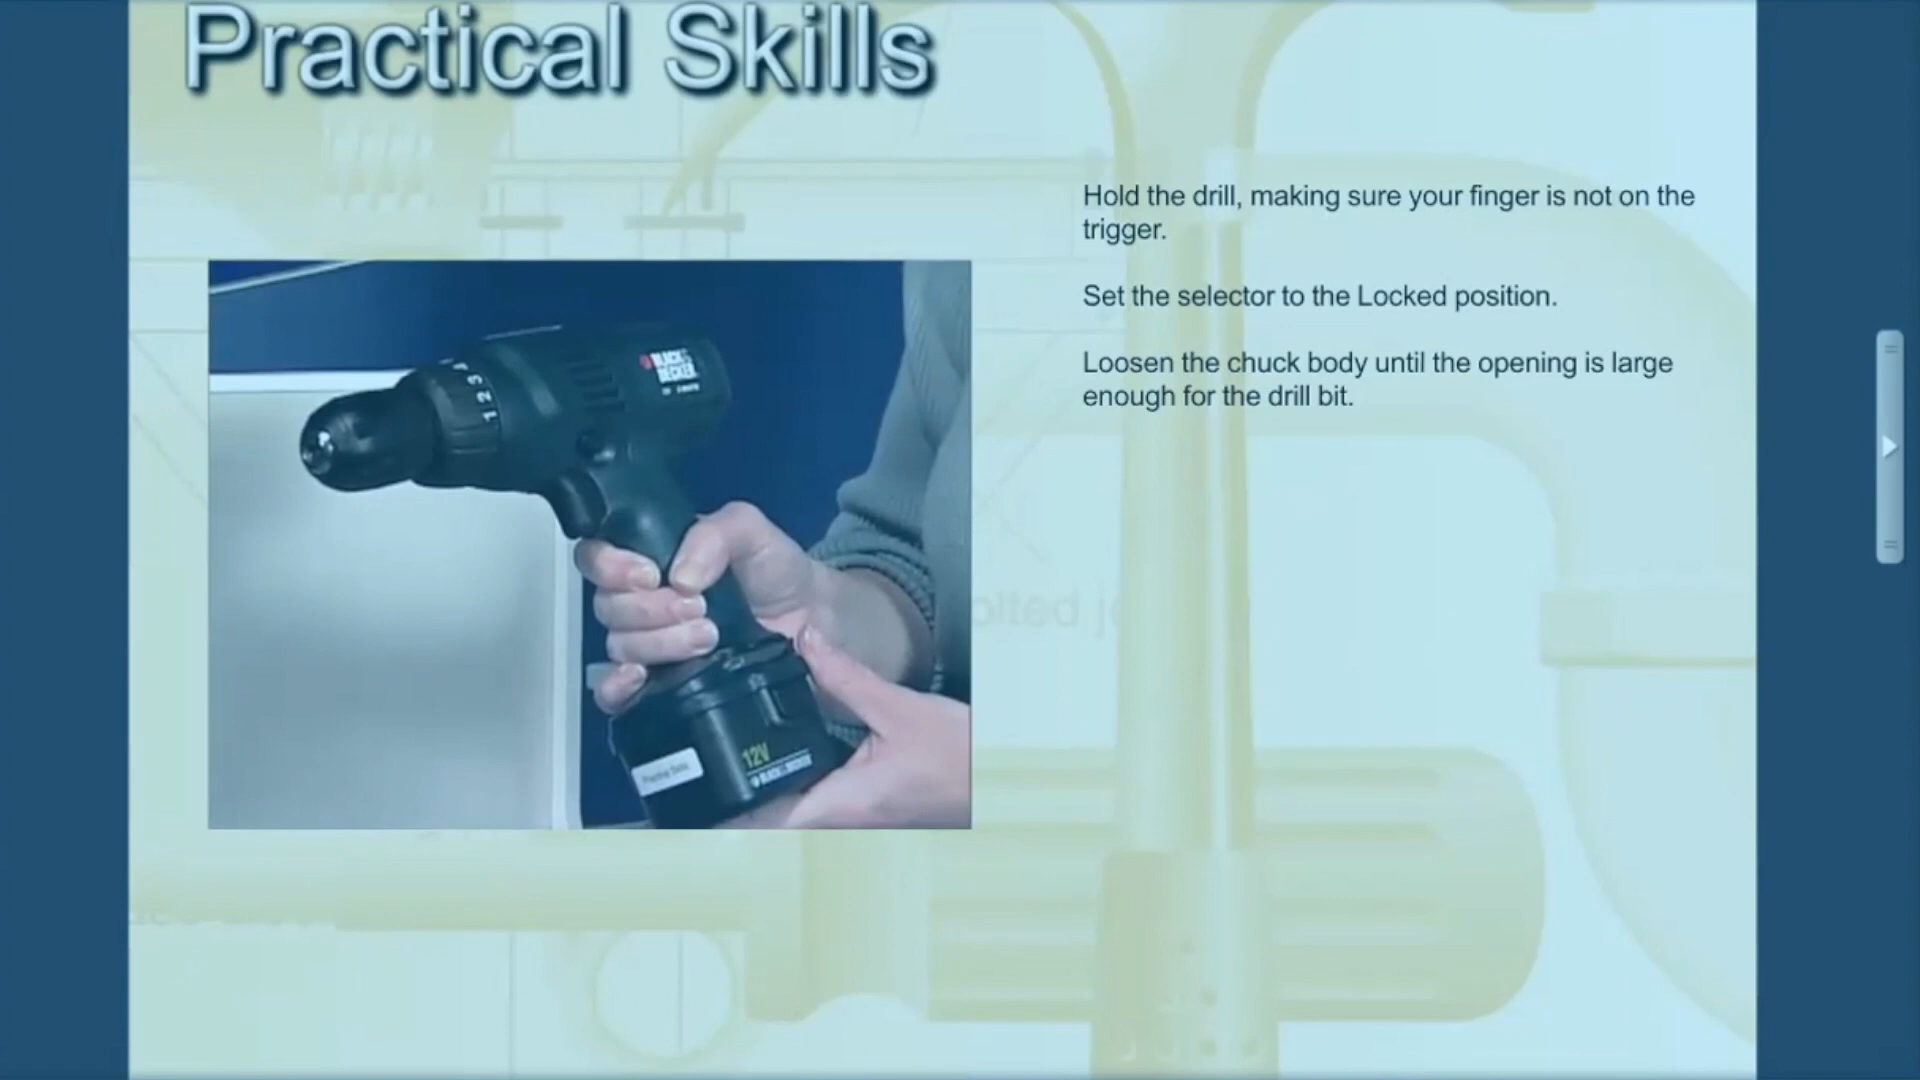 Practical Skills
Hold the drill, making sure your finger is not on the
trigger.
Set the selector to the Locked position.
Loosen the chuck body until the opening is large
enough for the drill bit.
BLACK &
DECKER
4
3
2
1
12V
BLACK & DECKER